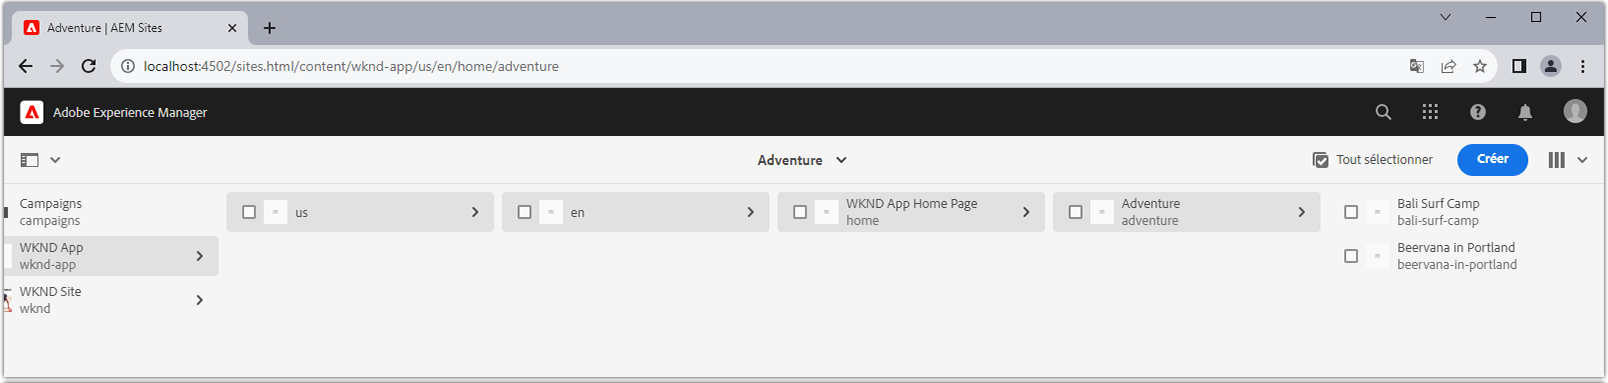 Adventure | AEM Sites
localhost:4502/sites.html/content/wknd-app/us/en/home/adventure
Adobe Experience Manager
Adventure
Tout sélectionner
Créer
Campaigns
campaigns
WKND App
wknd-app
WKND Site
wknd
us
en
WKND App Home Page
home
Adventure
adventure
Bali Surf Camp
bali-surf-camp
Beervana in Portland
beervana-in-portland